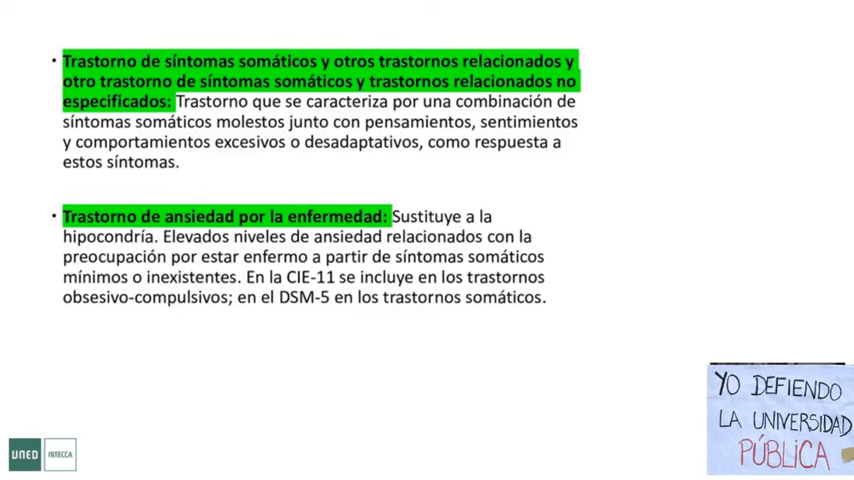 • Trastorno de síntomas somáticos y otros trastornos relacionados y
otro trastorno de síntomas somáticos y trastornos relacionados no
especificados: Trastorno que se caracteriza por una combinación de
síntomas somáticos molestos junto con pensamientos, sentimientos
y comportamientos excesivos o desadaptativos, como respuesta a
estos síntomas.
• Trastorno de ansiedad por la enfermedad: Sustituye a la
hipocondría. Elevados niveles de ansiedad relacionados con la
preocupación por estar enfermo a partir de síntomas somáticos
mínimos o inexistentes. En la CIE-11 se incluye en los trastornos
obsesivo-compulsivos; en el DSM-5 en los trastornos somáticos.
YO DEFIENDO
LA UNIVERSIDAD
PÚBLICA
UNED INTECCA